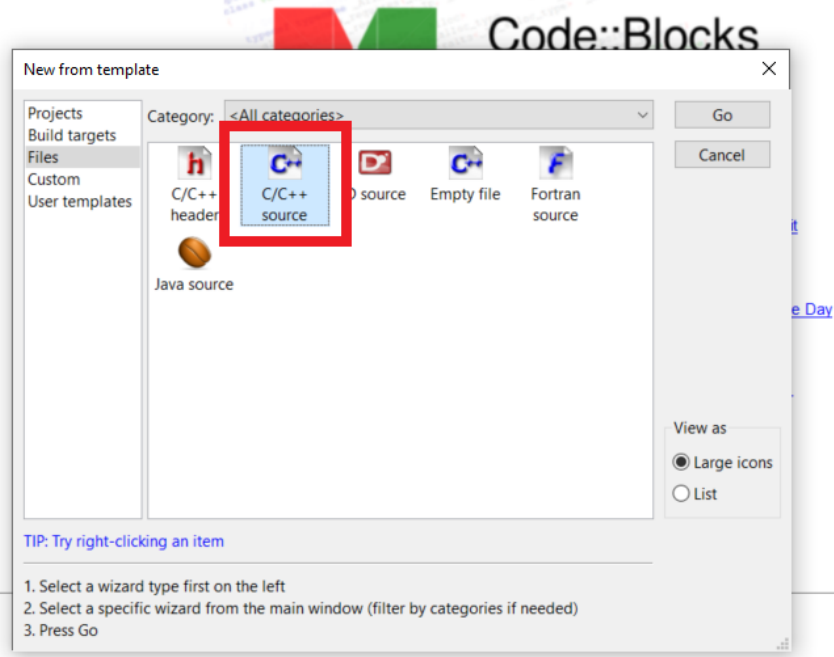 Code::Blocks
New from template
Projects
Build targets
Files
Custom
User templates
Category: <All categories>
Go
Cancel
C/C++ header
C/C++ source
D source
Empty file
Fortran source
Java source
it
e Day
View as
Large icons
List
TIP: Try right-clicking an item
1. Select a wizard type first on the left
2. Select a specific wizard from the main window (filter by categories if needed)
3. Press Go